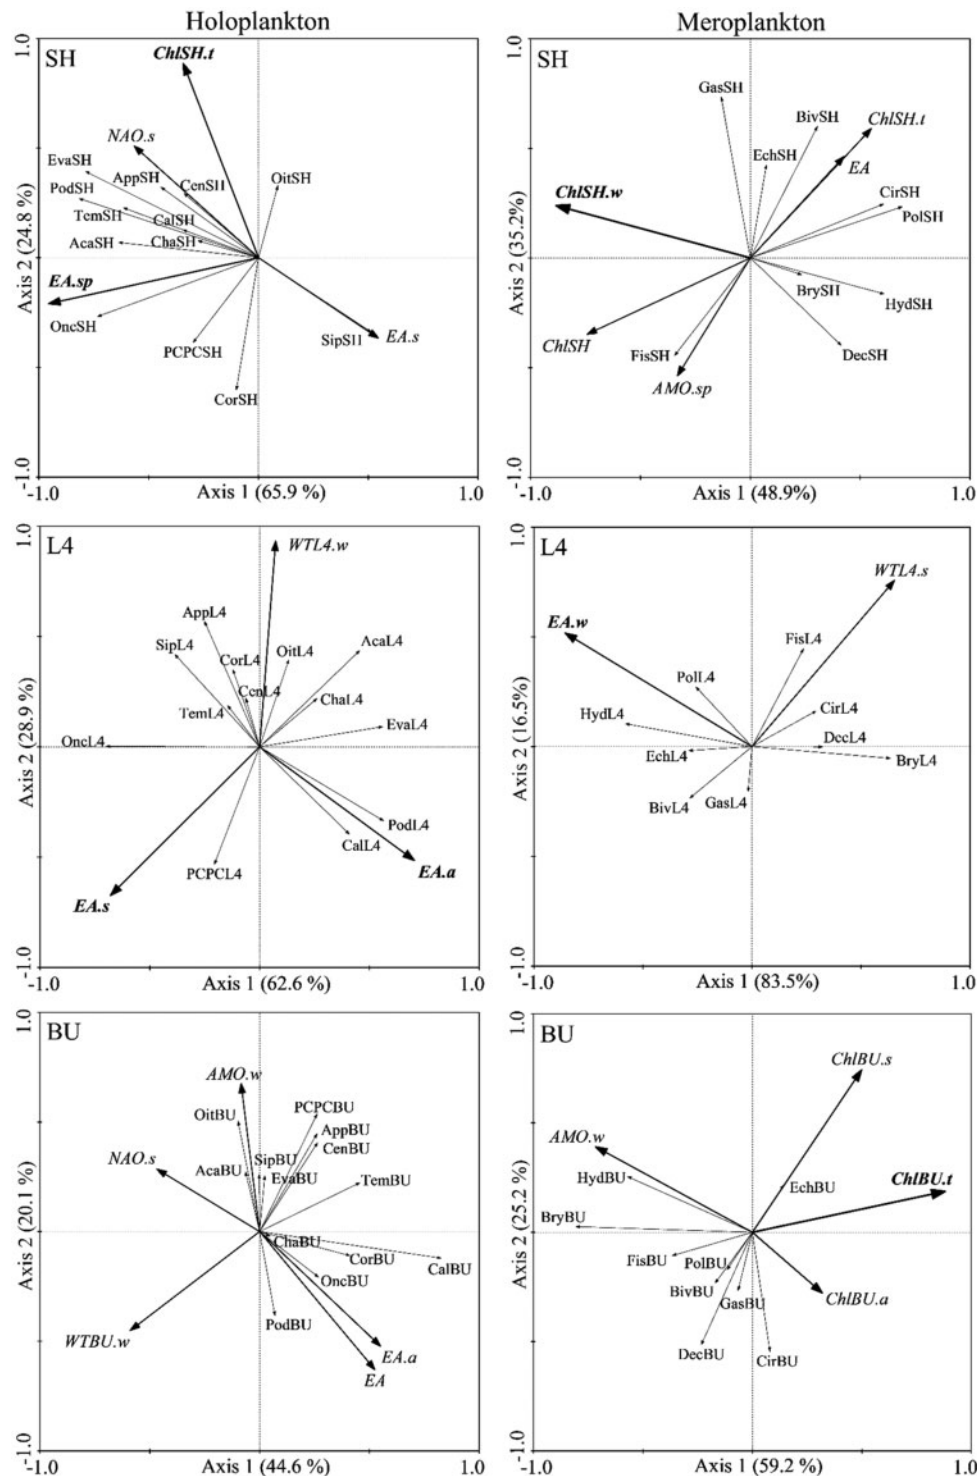 Holoplankton
Meroplankton
SH
1.0
ChlSH.t
NAO.s
EvaSH
AppSH
CenSH
OitSH
PodSH
TemSH
CalSH
AcaSH
ChaSH
EA.sp
OncSH
PCPCSH
SipSH
EA.s
CorSH
Axis 2 (24.8 %)
-1.0
-1.0
Axis 1 (65.9 %)
1.0
SH
1.0
GasSH
BivSH
ChlSH.t
EchSH
EA
ChlSH.w
CirSH
PolSH
BrySH
HydSH
ChlSH
FisSH
DecSH
AMO.sp
Axis 2 (35.2%)
-1.0
-1.0
Axis 1 (48.9%)
1.0
L4
1.0
WTL4.w
AppL4
SipL4
CorL4
OitL4
AcaL4
CenL4
ChaL4
TemL4
EvaL4
OncL4
PodL4
CalL4
PCPCL4
EA.a
EA.s
Axis 2 (28.9 %)
-1.0
-1.0
Axis 1 (62.6 %)
1.0
L4
1.0
WTL4.s
EA.w
FisL4
PolL4
HydL4
CirL4
DecL4
EchL4
BryL4
BivL4
GasL4
Axis 2 (16.5%)
-1.0
-1.0
Axis 1 (83.5%)
1.0
BU
1.0
AMO.w
OitBU
PCPCBU
AppBU
CenBU
NAO.s
AcaBU
SipBU
EvaBU
TemBU
ChaBU
CorBU
CalBU
OncBU
PodBU
WTBU.w
EA.a
EA
Axis 2 (20.1 %)
-1.0
-1.0
Axis 1 (44.6 %)
1.0
BU
1.0
ChlBU.s
AMO.w
HydBU
EchBU
ChlBU.t
BryBU
FisBU
PolBU
BivBU
GasBU
ChlBU.a
DecBU
CirBU
Axis 2 (25.2 %)
-1.0
-1.0
Axis 1 (59.2 %)
1.0